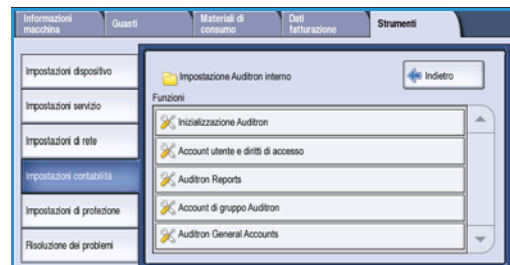 Informazioni macchina
Guasti
Materiali di consumo
Dati fatturazione
Strumenti
Impostazioni dispositivo
Impostazioni servizio
Impostazioni di rete
Impostazioni contabilità
Impostazioni di protezione
Risoluzione dei problemi
Impostazione Auditron interno
Indietro
Funzioni
Inizializzazione Auditron
Account utente e diritti di accesso
Auditron Reports
Account di gruppo Auditron
Auditron General Accounts